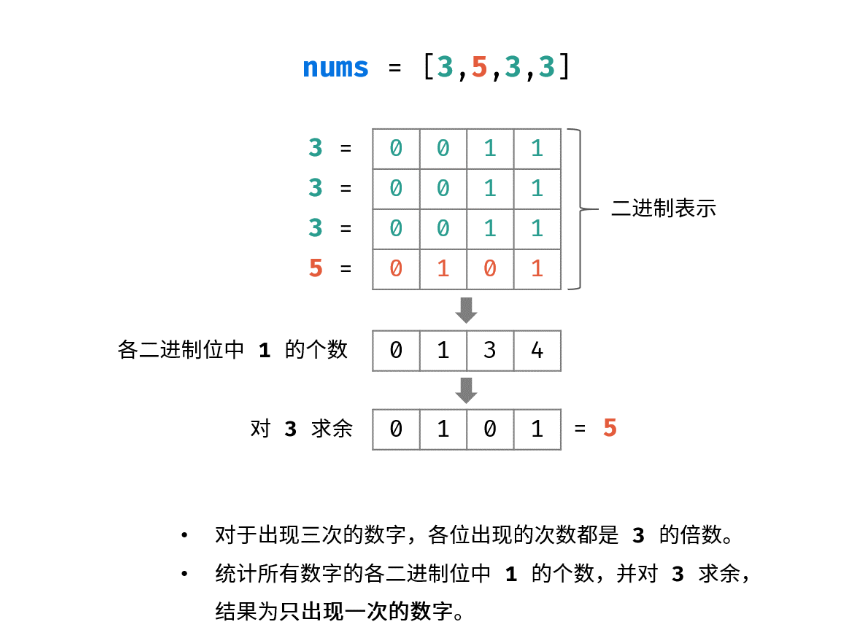 nums = [3,5,3,3]
3 = 0 0 1 1
3 = 0 0 1 1
二进制表示
3 = 0 0 1 1
5 = 0 1 0 1
各二进制位中 1 的个数 0 1 3 4
对 3 求余 0 1 0 1 = 5
• 对于出现三次的数字，各位出现的次数都是 3 的倍数。
• 统计所有数字的各二进制位中 1 的个数，并对 3 求余，
结果为只出现一次的数字。